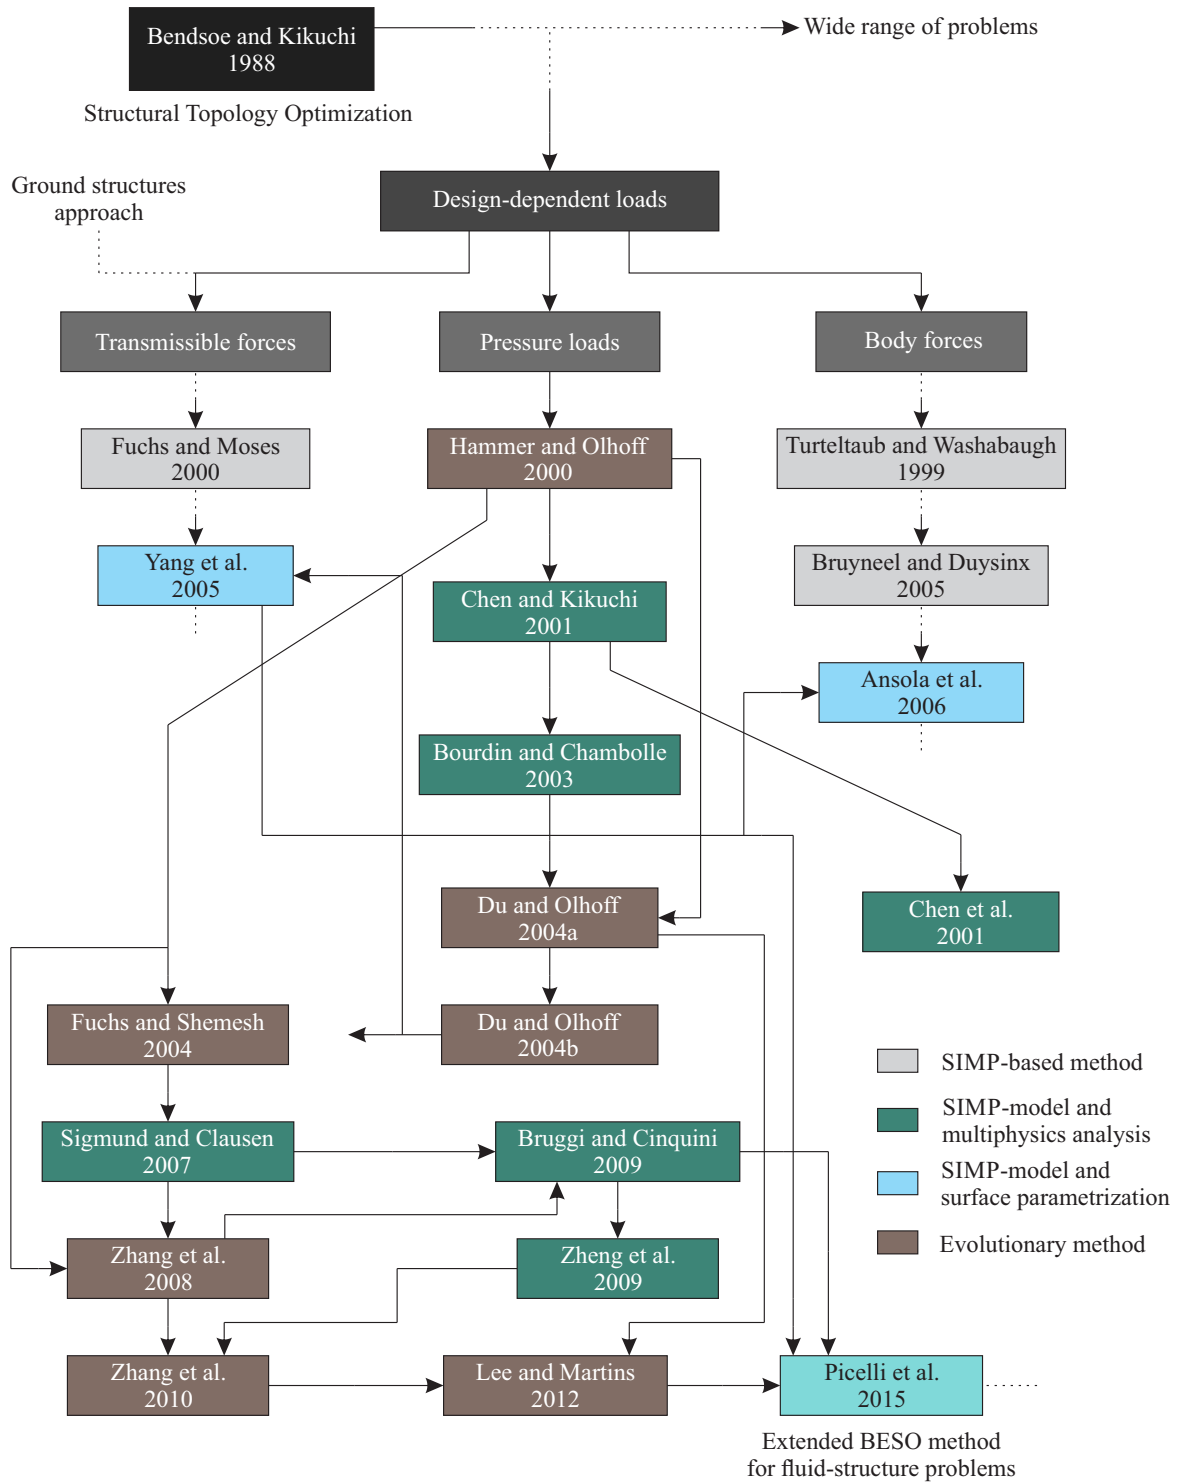 Bendsoe and Kikuchi
1988
Wide range of problems
Structural Topology Optimization
Ground structures
approach
Design-dependent loads
Transmissible forces
Pressure loads
Body forces
Fuchs and Moses
2000
Hammer and Olhoff
2000
Turteltaub and Washabaugh
1999
Yang et al.
2005
Chen and Kikuchi
2001
Bruyneel and Duysinx
2005
Ansola et al.
2006
Bourdin and Chambolle
2003
Du and Olhoff
2004a
Chen et al.
2001
Fuchs and Shemesh
2004
Du and Olhoff
2004b
SIMP-based method
SIMP-model and
multiphysics analysis
SIMP-model and
surface parametrization
Evolutionary method
Sigmund and Clausen
2007
Bruggi and Cinquini
2009
Zhang et al.
2008
Zheng et al.
2009
Zhang et al.
2010
Lee and Martins
2012
Picelli et al.
2015
Extended BESO method
for fluid-structure problems